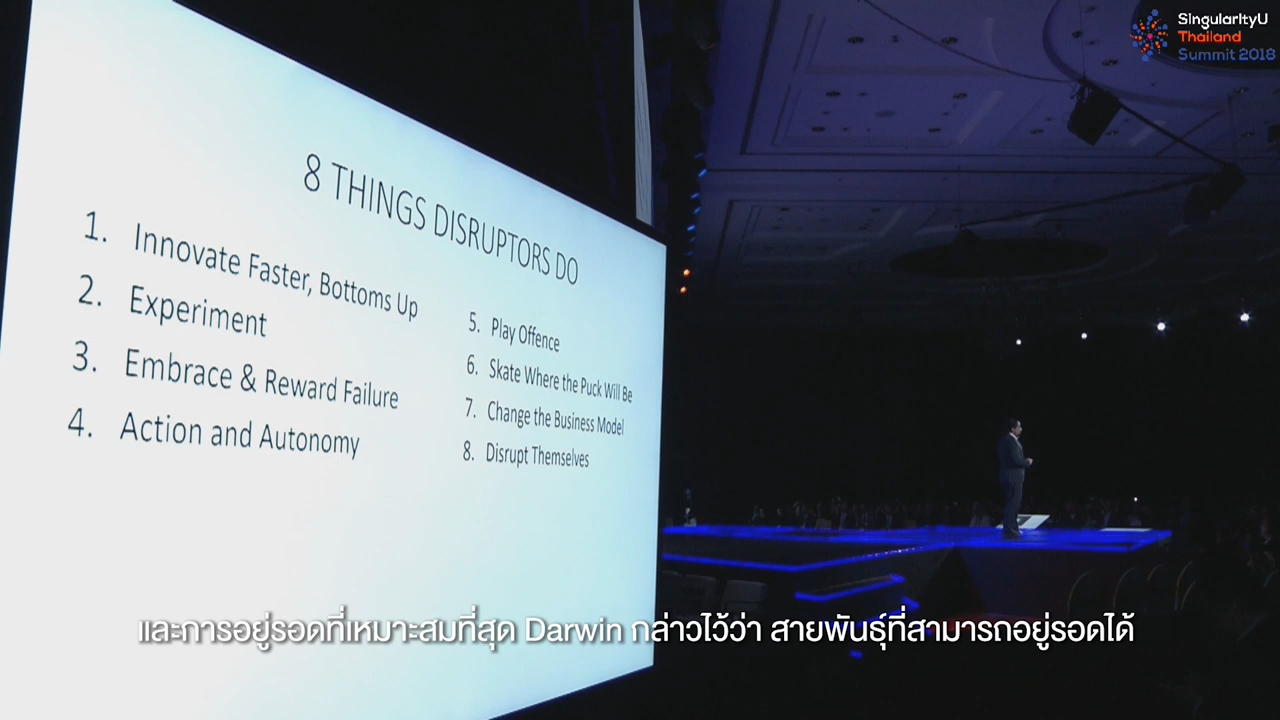 SingularityU
Thailand
Summit 2018
8 THINGS DISRUPTORS DO
1. Innovate Faster, Bottoms Up
2. Experiment
3. Embrace & Reward Failure
4. Action and Autonomy
5. Play Offence
6. Skate Where the Puck Will Be
7. Change the Business Model
8. Disrupt Themselves
และการอยู่รอดที่เหมาะสมที่สุด Darwin กล่าวไว้ว่า สายพันธุ์ที่สามารถอยู่รอดได้